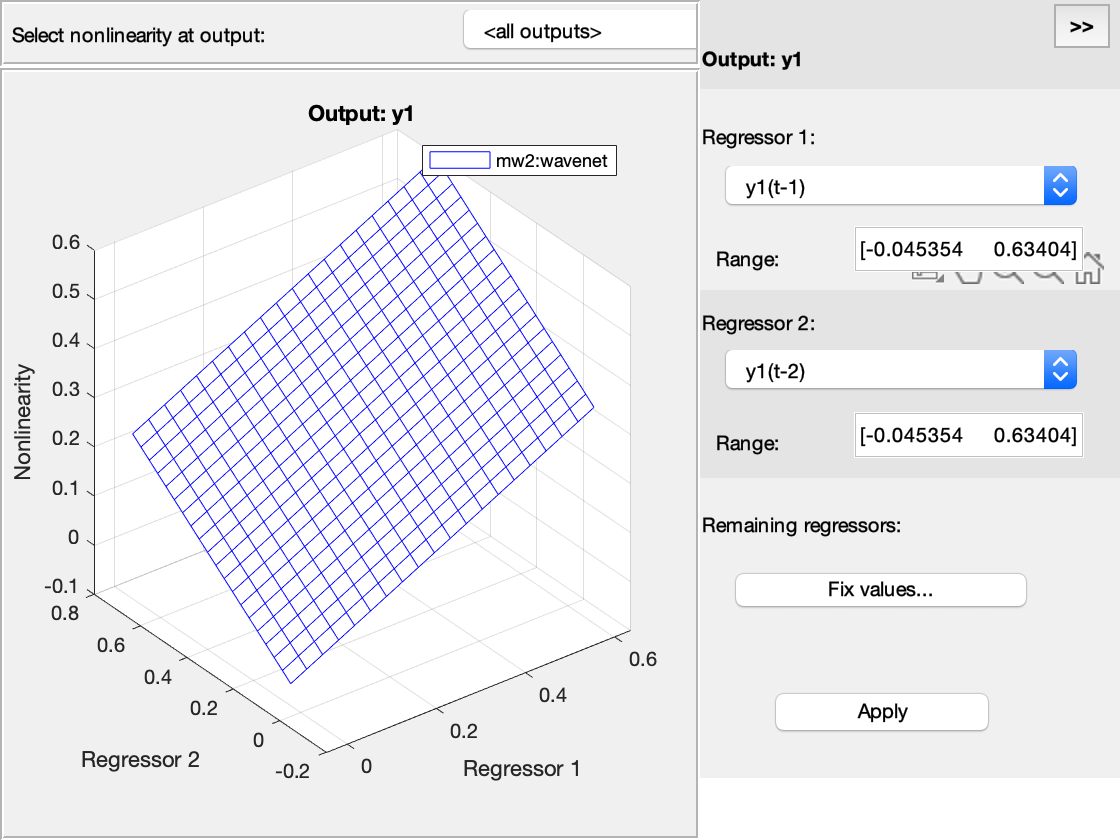 Select nonlinearity at output:
<all outputs>
>>
Output: y1
Output: y1
mw2:wavenet
Nonlinearity
0.6
0.5
0.4
0.3
0.2
0.1
0
-0.1
0.8
0.6
0.4
0.2
0
-0.2
Regressor 2
0
0.2
0.4
0.6
Regressor 1
Regressor 1:
y1(t-1)
Range:
[-0.045354 0.63404]
Regressor 2:
y1(t-2)
Range:
[-0.045354 0.63404]
Remaining regressors:
Fix values...
Apply